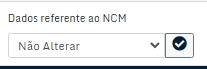 Dados referente ao NCM
Não Alterar